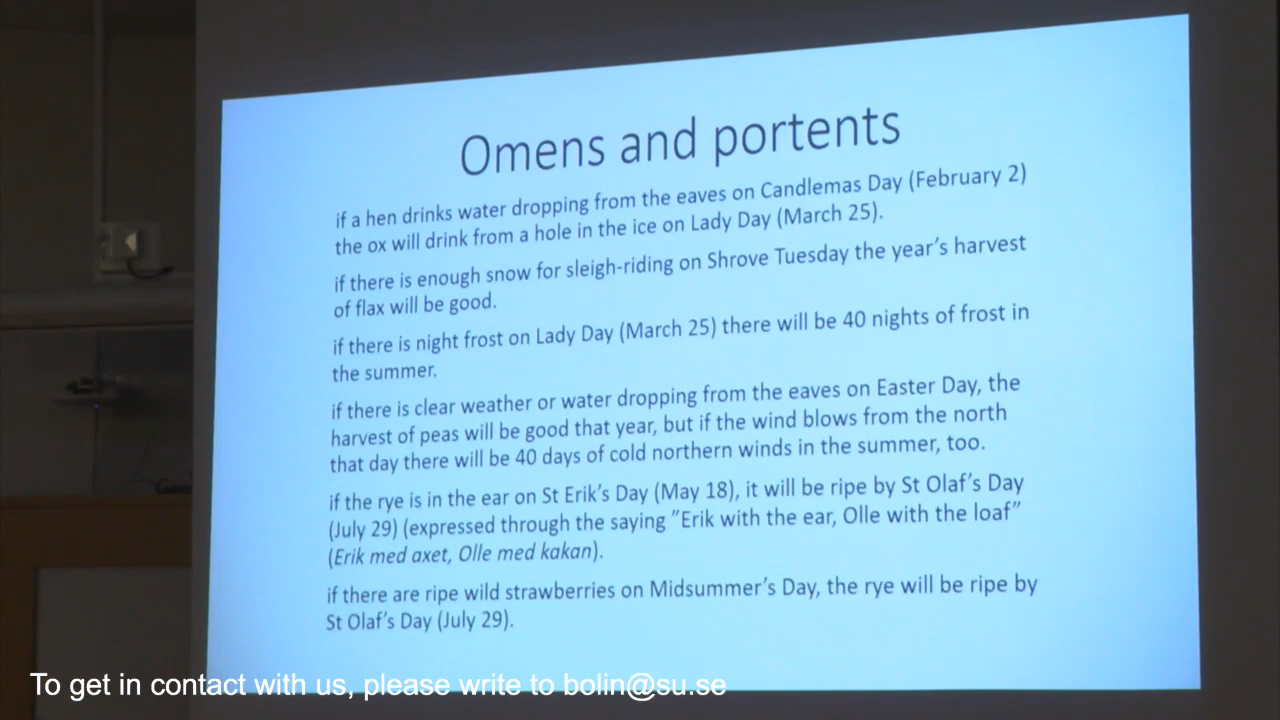 Omens and portents
if a hen drinks water dropping from the eaves on Candlemas Day (February 2)
the ox will drink from a hole in the ice on Lady Day (March 25).
if there is enough snow for sleigh-riding on Shrove Tuesday the year's harvest
of flax will be good.
if there is night frost on Lady Day (March 25) there will be 40 nights of frost in
the summer.
if there is clear weather or water dropping from the eaves on Easter Day, the
harvest of peas will be good that year, but if the wind blows from the north
that day there will be 40 days of cold northern winds in the summer, too.
if the rye is in the ear on St Erik's Day (May 18), it will be ripe by St Olaf's Day
(July 29) (expressed through the saying ”Erik with the ear, Olle with the loaf”
(Erik med axet, Olle med kakan).
if there are ripe wild strawberries on Midsummer's Day, the rye will be ripe by
St Olaf's Day (July 29).
To get in contact with us, please write to bolin@su.se